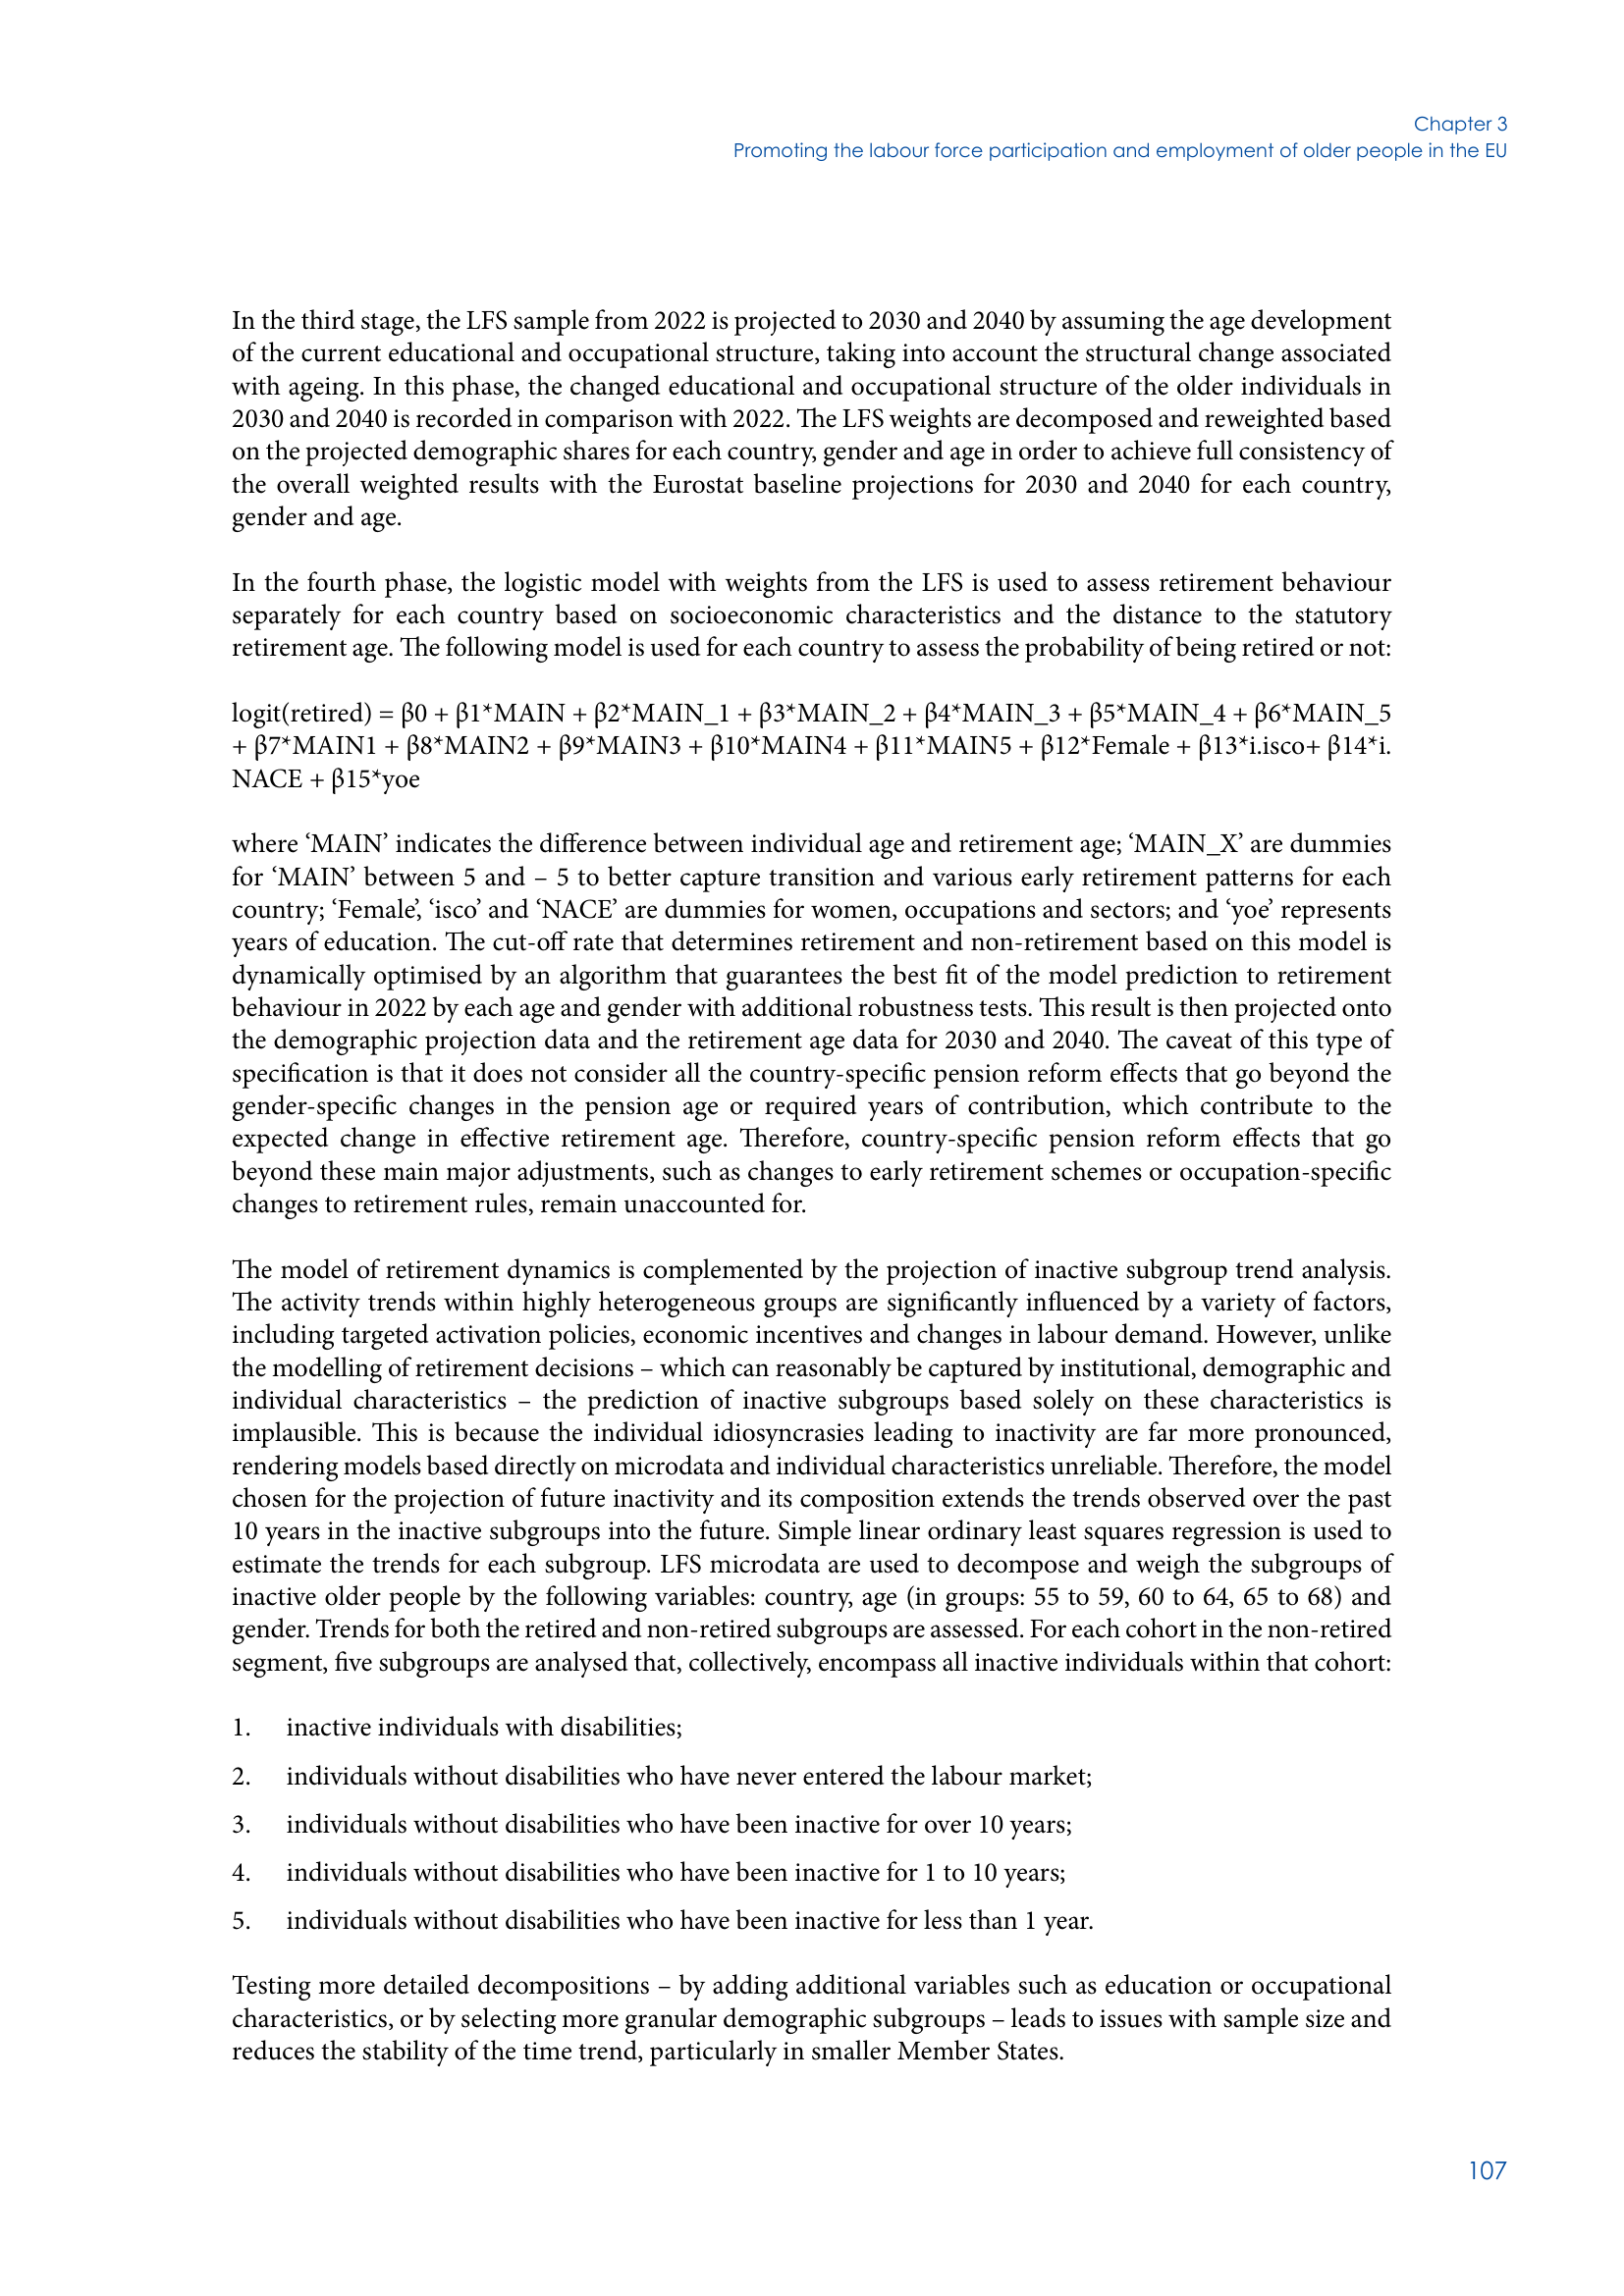 Chapter 3
Promoting the labour force participation and employment of older people in the EU
In the third stage, the LFS sample from 2022 is projected to 2030 and 2040 by assuming the age development
of the current educational and occupational structure, taking into account the structural change associated
with ageing. In this phase, the changed educational and occupational structure of the older individuals in
2030 and 2040 is recorded in comparison with 2022. The LFS weights are decomposed and reweighted based
on the projected demographic shares for each country, gender and age in order to achieve full consistency of
the overall weighted results with the Eurostat baseline projections for 2030 and 2040 for each country,
gender and age.
In the fourth phase, the logistic model with weights from the LFS is used to assess retirement behaviour
separately for each country based on socioeconomic characteristics and the distance to the statutory
retirement age. The following model is used for each country to assess the probability of being retired or not:
logit(retired) = β0 + β1*MAIN + β2*MAIN_1 + β3*MAIN_2 + β4*MAIN_3 + β5*MAIN_4 + β6*MAIN_5
+ β7*MAIN1 + β8*MAIN2 + β9*MAIN3 + β10*MAIN4 + β11*MAIN5 + β12*Female + β13*i.isco+ β14*i.
NACE + β15*yoe
where ‘MAIN’ indicates the difference between individual age and retirement age; ‘MAIN_X’ are dummies
for ‘MAIN’ between 5 and – 5 to better capture transition and various early retirement patterns for each
country; ‘Female’, ‘isco’ and ‘NACE’ are dummies for women, occupations and sectors; and ‘yoe’ represents
years of education. The cut-off rate that determines retirement and non-retirement based on this model is
dynamically optimised by an algorithm that guarantees the best fit of the model prediction to retirement
behaviour in 2022 by each age and gender with additional robustness tests. This result is then projected onto
the demographic projection data and the retirement age data for 2030 and 2040. The caveat of this type of
specification is that it does not consider all the country-specific pension reform effects that go beyond the
gender-specific changes in the pension age or required years of contribution, which contribute to the
expected change in effective retirement age. Therefore, country-specific pension reform effects that go
beyond these main major adjustments, such as changes to early retirement schemes or occupation-specific
changes to retirement rules, remain unaccounted for.
The model of retirement dynamics is complemented by the projection of inactive subgroup trend analysis.
The activity trends within highly heterogeneous groups are significantly influenced by a variety of factors,
including targeted activation policies, economic incentives and changes in labour demand. However, unlike
the modelling of retirement decisions – which can reasonably be captured by institutional, demographic and
individual characteristics – the prediction of inactive subgroups based solely on these characteristics is
implausible. This is because the individual idiosyncrasies leading to inactivity are far more pronounced,
rendering models based directly on microdata and individual characteristics unreliable. Therefore, the model
chosen for the projection of future inactivity and its composition extends the trends observed over the past
10 years in the inactive subgroups into the future. Simple linear ordinary least squares regression is used to
estimate the trends for each subgroup. LFS microdata are used to decompose and weigh the subgroups of
inactive older people by the following variables: country, age (in groups: 55 to 59, 60 to 64, 65 to 68) and
gender. Trends for both the retired and non-retired subgroups are assessed. For each cohort in the non-retired
segment, five subgroups are analysed that, collectively, encompass all inactive individuals within that cohort:
1. inactive individuals with disabilities;
2. individuals without disabilities who have never entered the labour market;
3. individuals without disabilities who have been inactive for over 10 years;
4. individuals without disabilities who have been inactive for 1 to 10 years;
5. individuals without disabilities who have been inactive for less than 1 year.
Testing more detailed decompositions – by adding additional variables such as education or occupational
characteristics, or by selecting more granular demographic subgroups – leads to issues with sample size and
reduces the stability of the time trend, particularly in smaller Member States.
107